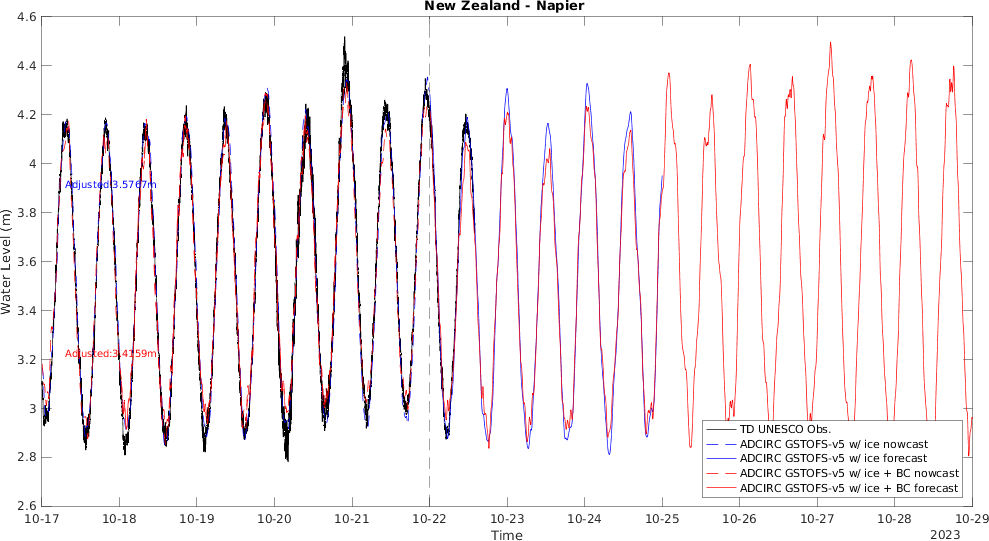 New Zealand - Napier
4.6
4.4
4.2
4
3.8
3.6
3.4
3.2
3
2.8
2.6
Water Level (m)
Adjusted:3.5767m
Adjusted:3.4159m
TD UNESCO Obs.
ADCIRC GSTOFS-v5 w/ ice nowcast
ADCIRC GSTOFS-v5 w/ ice forecast
ADCIRC GSTOFS-v5 w/ ice + BC nowcast
ADCIRC GSTOFS-v5 w/ ice + BC forecast
10-17 10-18 10-19 10-20 10-21 10-22 10-23 10-24 10-25 10-26 10-27 10-28 10-29
Time
2023